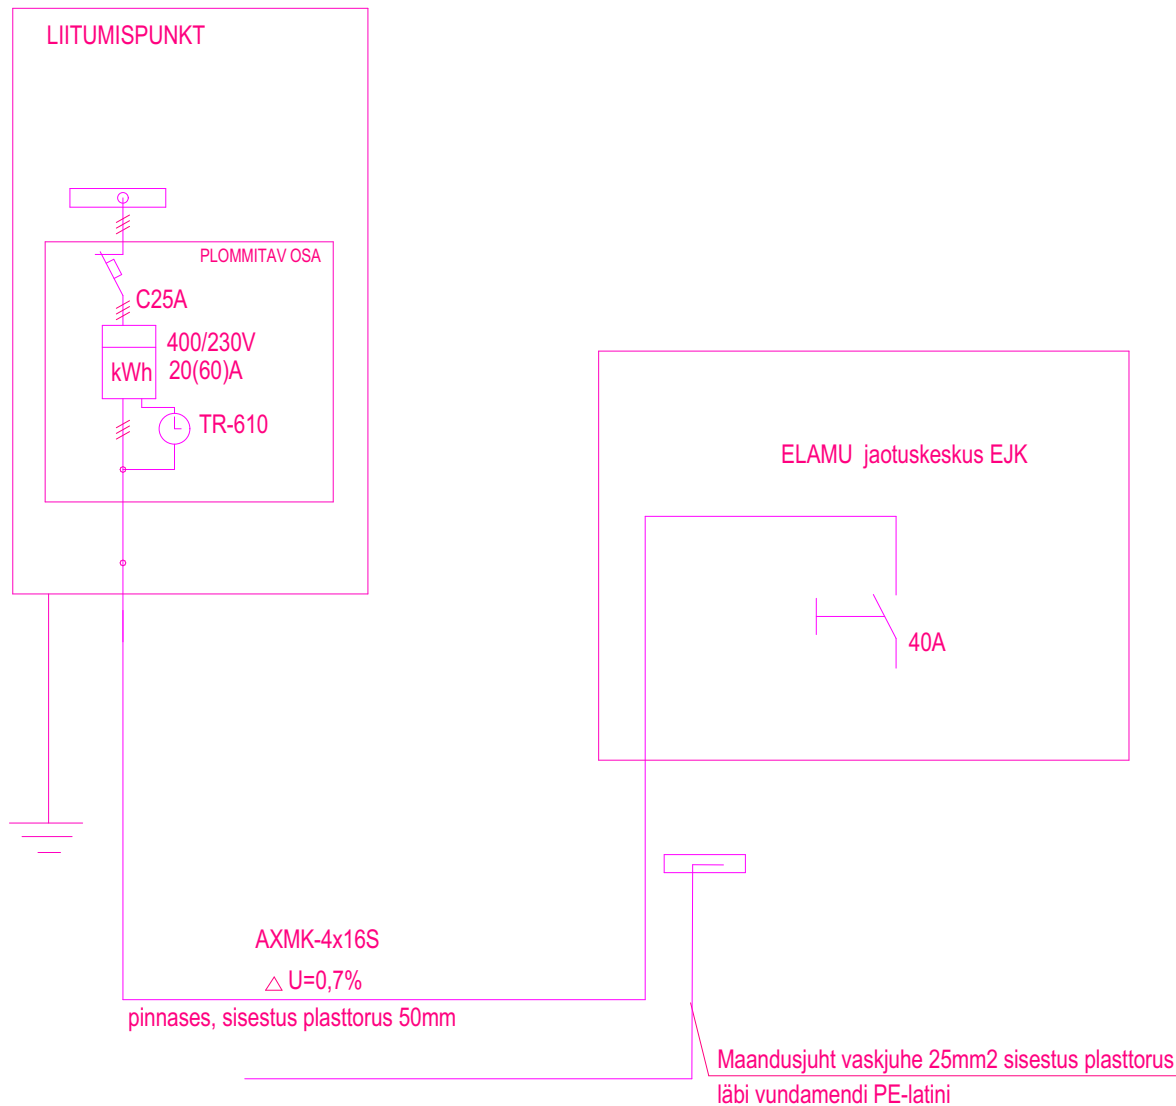 LIITUMISPUNKT
PLOMMITAV OSA
C25A
400/230V
kWh
20(60)A
TR-610
ELAMU jaotuskeskus EJK
40A
AXMK-4x16S
△ U=0,7%
pinnases, sisestus plasttorus 50mm
Maandusjuht vaskjuhe 25mm2 sisestus plasttorus
läbi vundamendi PE-latini